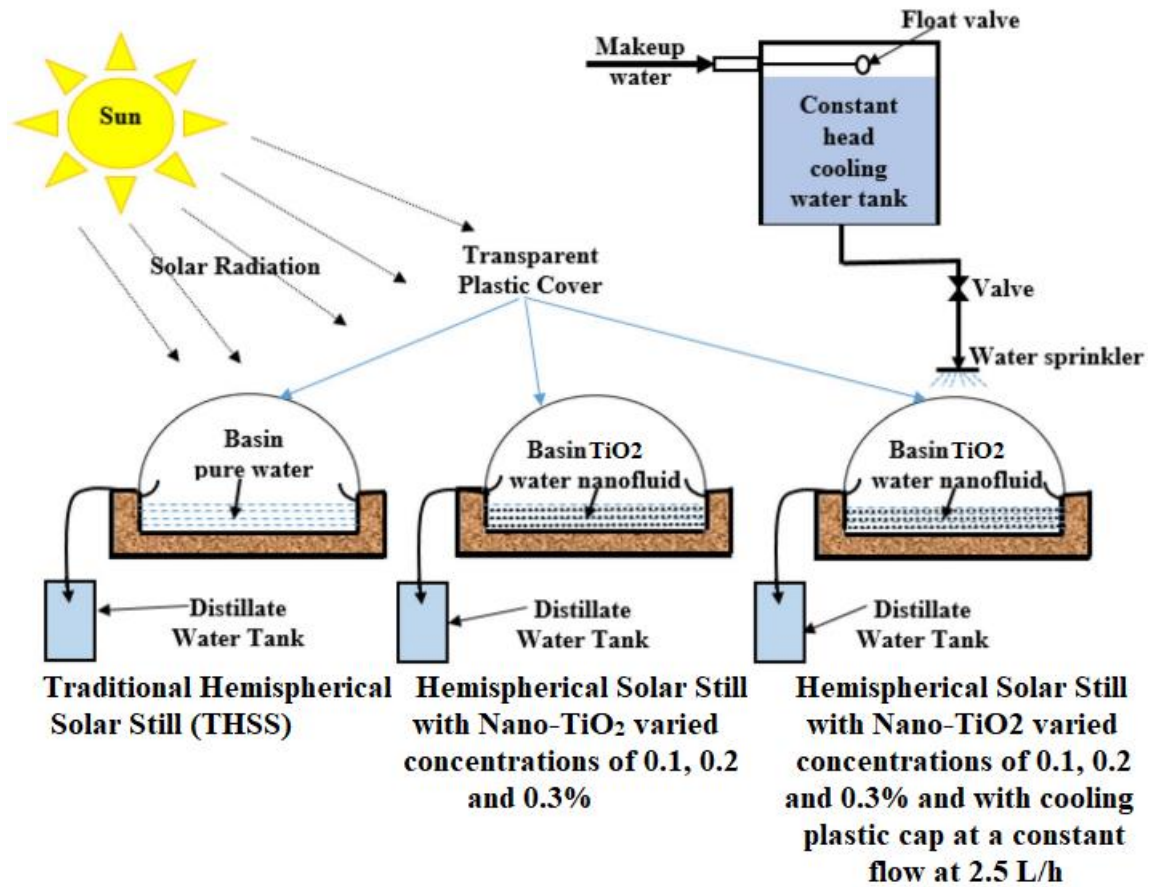 Sun
Solar Radiation
Makeup
water
Float valve
Constant
head
cooling
water tank
Valve
Water sprinkler
Transparent
Plastic Cover
Basin
pure water
Basin TiO2
water nanofluid
Basin TiO2
water nanofluid
Distillate
Water Tank
Distillate
Water Tank
Distillate
Water Tank
Traditional Hemispherical
Solar Still (THSS)
Hemispherical Solar Still
with Nano-TiO₂ varied
concentrations of 0.1, 0.2
and 0.3%
Hemispherical Solar Still
with Nano-TiO2 varied
concentrations of 0.1, 0.2
and 0.3% and with cooling
plastic cap at a constant
flow at 2.5 L/h